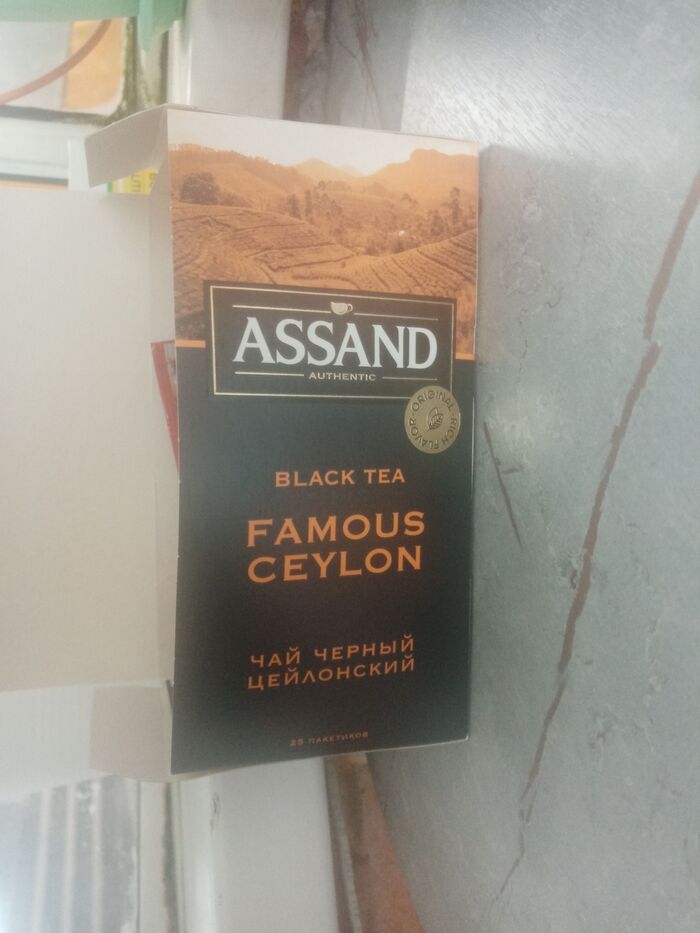 ASSAND
AUTHENTIC
ORIGINAL · RICH FLAVOR ·
BLACK TEA
FAMOUS
CEYLON
ЧАЙ ЧЕРНЫЙ
ЦЕЙЛОНСКИЙ
25 ПАКЕТИКОВ